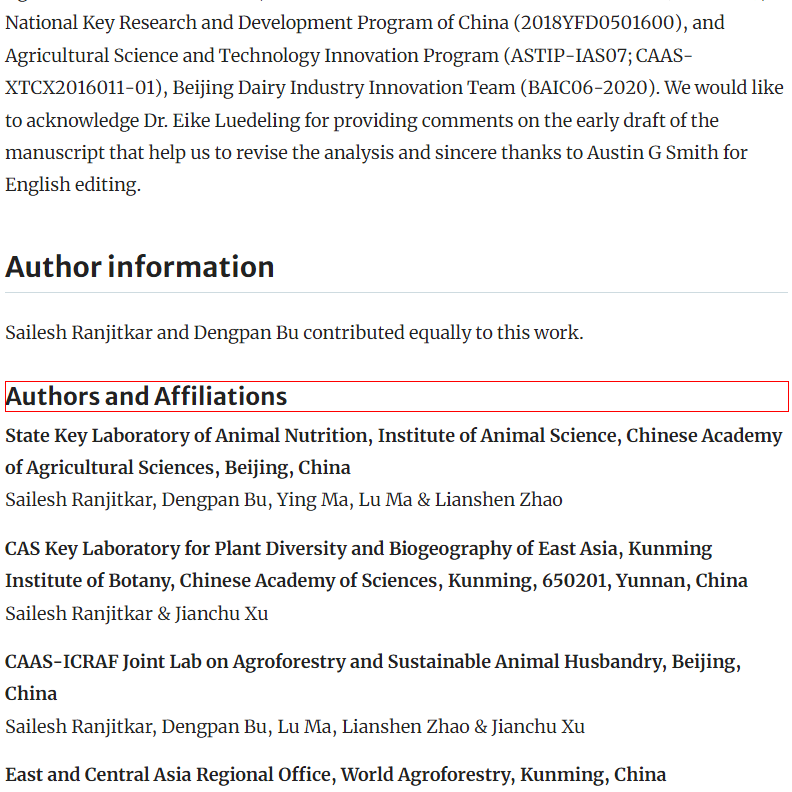 National Key Research and Development Program of China (2018YFD0501600), and
Agricultural Science and Technology Innovation Program (ASTIP-IAS07; CAAS-
XTCX2016011-01), Beijing Dairy Industry Innovation Team (BAIC06-2020). We would like
to acknowledge Dr. Eike Luedeling for providing comments on the early draft of the
manuscript that help us to revise the analysis and sincere thanks to Austin G Smith for
English editing.
Author information
Sailesh Ranjitkar and Dengpan Bu contributed equally to this work.
Authors and Affiliations
State Key Laboratory of Animal Nutrition, Institute of Animal Science, Chinese Academy
of Agricultural Sciences, Beijing, China
Sailesh Ranjitkar, Dengpan Bu, Ying Ma, Lu Ma & Lianshen Zhao
CAS Key Laboratory for Plant Diversity and Biogeography of East Asia, Kunming
Institute of Botany, Chinese Academy of Sciences, Kunming, 650201, Yunnan, China
Sailesh Ranjitkar & Jianchu Xu
CAAS-ICRAF Joint Lab on Agroforestry and Sustainable Animal Husbandry, Beijing,
China
Sailesh Ranjitkar, Dengpan Bu, Lu Ma, Lianshen Zhao & Jianchu Xu
East and Central Asia Regional Office, World Agroforestry, Kunming, China